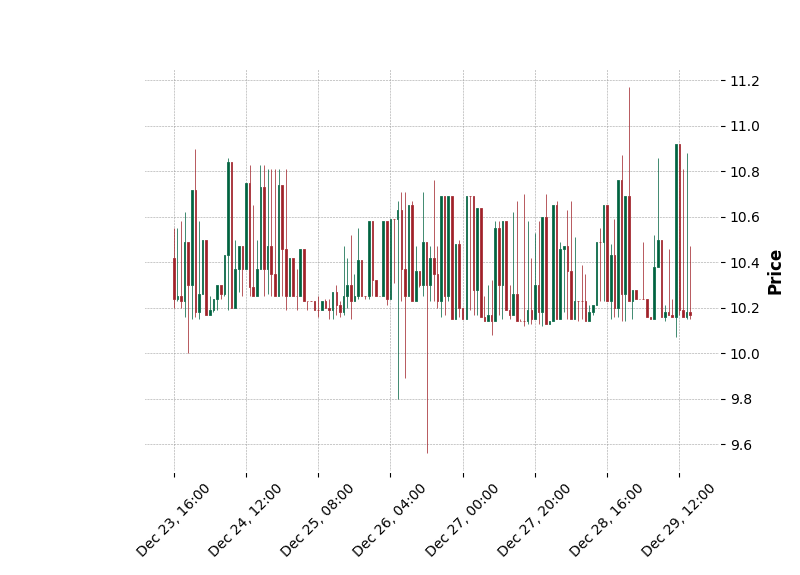 11.2
11.0
10.8
10.6
10.4
10.2
10.0
9.8
9.6
Price
Dec 23, 16:00
Dec 24, 12:00
Dec 25, 08:00
Dec 26, 04:00
Dec 27, 00:00
Dec 27, 20:00
Dec 28, 16:00
Dec 29, 12:00